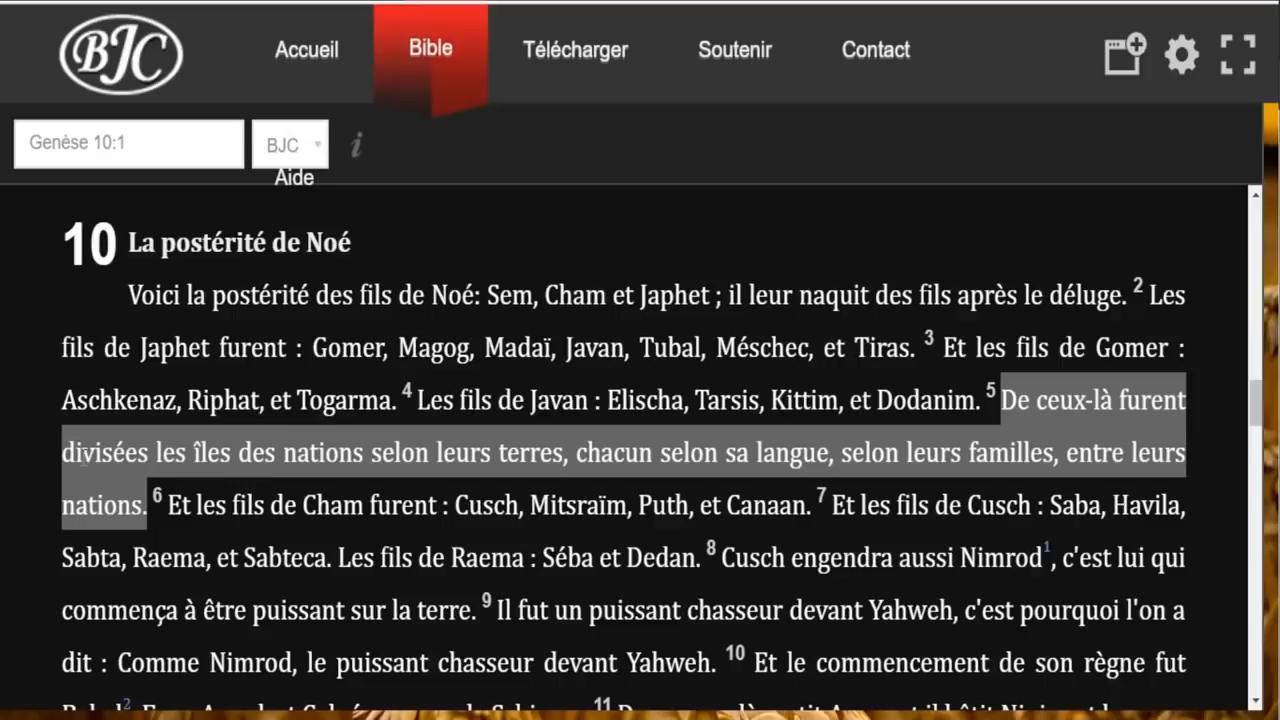 BJC
Accueil
Bible
Télécharger
Soutenir
Contact
Genèse 10:1
BJC
i
Aide
10 La postérité de Noé
Voici la postérité des fils de Noé: Sem, Cham et Japhet ; il leur naquit des fils après le déluge. 2 Les
fils de Japhet furent : Gomer, Magog, Madaï, Javan, Tubal, Méschec, et Tiras. 3 Et les fils de Gomer :
Aschkenaz, Riphat, et Togarma. 4 Les fils de Javan : Elischa, Tarsis, Kittim, et Dodanim. 5 De ceux-là furent
divisées les îles des nations selon leurs terres, chacun selon sa langue, selon leurs familles, entre leurs
nations. 6 Et les fils de Cham furent : Cusch, Mitsraïm, Puth, et Canaan. 7 Et les fils de Cusch : Saba, Havila,
Sabta, Raema, et Sabteca. Les fils de Raema : Séba et Dedan. 8 Cusch engendra aussi Nimrod1, c'est lui qui
commença à être puissant sur la terre. 9 Il fut un puissant chasseur devant Yahweh, c'est pourquoi l'on a
dit : Comme Nimrod, le puissant chasseur devant Yahweh. 10 Et le commencement de son règne fut
2 11